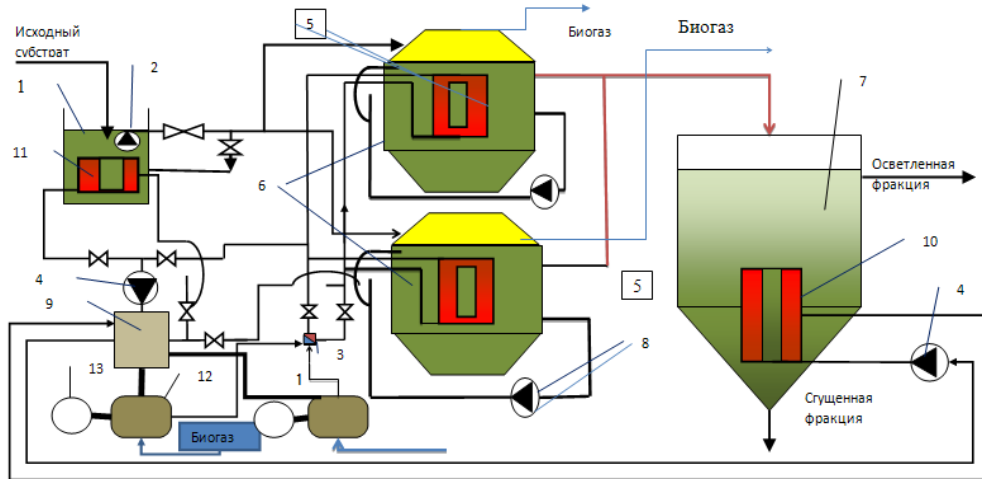 5
Биогаз
Биогаз
Исходный
субстрат
2
1
7
11
Осветленная
фракция
6
10
4
5
4
9
3
8
13
12
1
Сгущенная
фракция
Биогаз